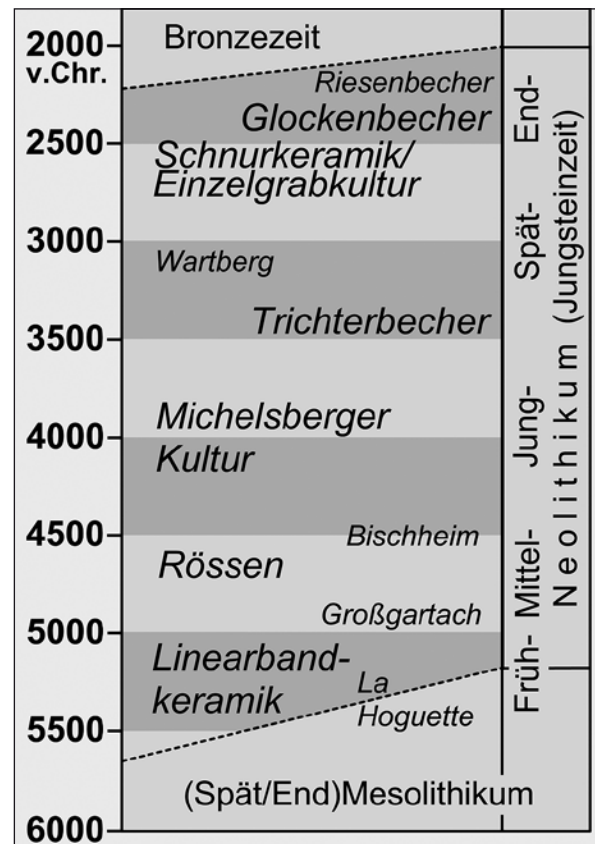 2000
v.Chr.
2500
3000
3500
4000
4500
5000
5500
6000
Bronzezeit
Riesenbecher
Glockenbecher
Schnurkeramik/
Einzelgrabkultur
Wartberg
Trichterbecher
Michelsberger
Kultur
Bischheim
Rössen
Großgartach
Linearband-
keramik
La
Hoguette
(Spät/End)Mesolithikum
End-
Spät-
Jung-
Mittel-
Früh-
Neolithikum (Jungsteinzeit)